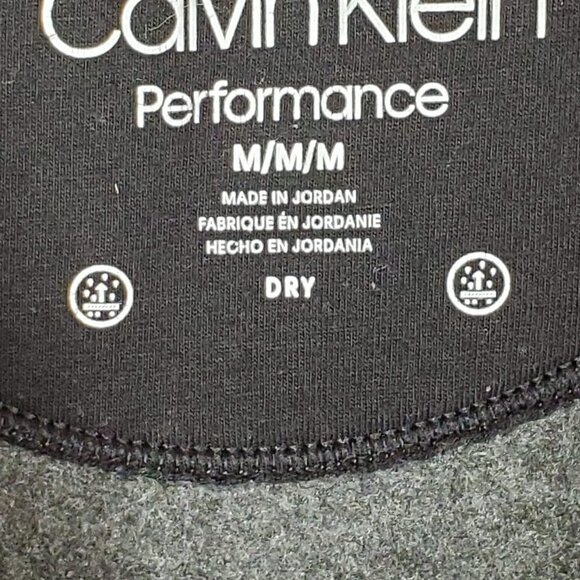 Calvin Klein
Performance
M/M/M
MADE IN JORDAN
FABRIQUE ÉN JORDANIE
HECHO EN JORDANIA
DRY